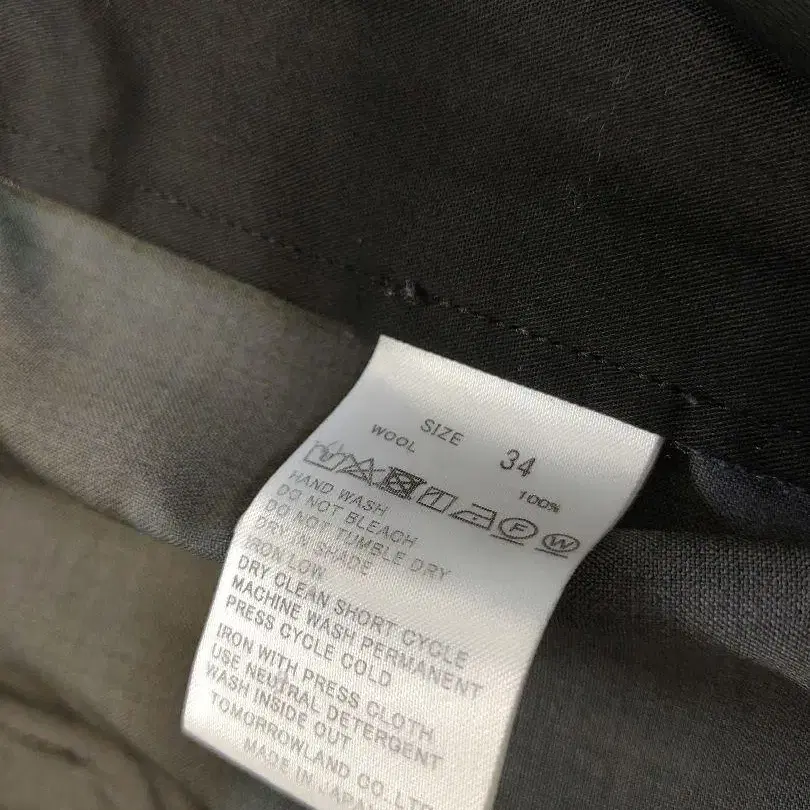 SIZE 34
WOOL 100%
F W
HAND WASH
DO NOT BLEACH
DO NOT TUMBLE DRY
DRY IN SHADE
IRON LOW
DRY CLEAN SHORT CYCLE
MACHINE WASH PERMANENT
PRESS CYCLE COLD
IRON WITH PRESS CLOTH
USE NEUTRAL DETERGENT
WASH INSIDE OUT
TOMORROWLAND CO.,LTD.
MADE IN JAPAN